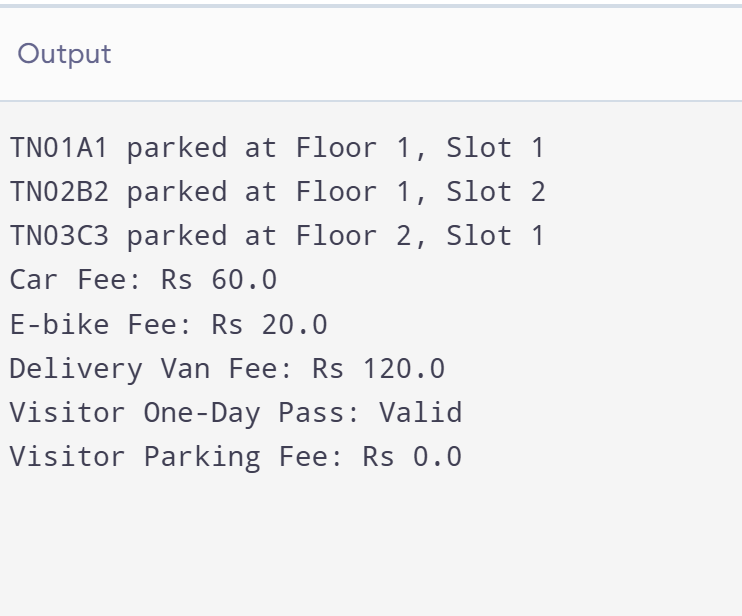 Output
TN01A1 parked at Floor 1, Slot 1
TN02B2 parked at Floor 1, Slot 2
TN03C3 parked at Floor 2, Slot 1
Car Fee: Rs 60.0
E-bike Fee: Rs 20.0
Delivery Van Fee: Rs 120.0
Visitor One-Day Pass: Valid
Visitor Parking Fee: Rs 0.0